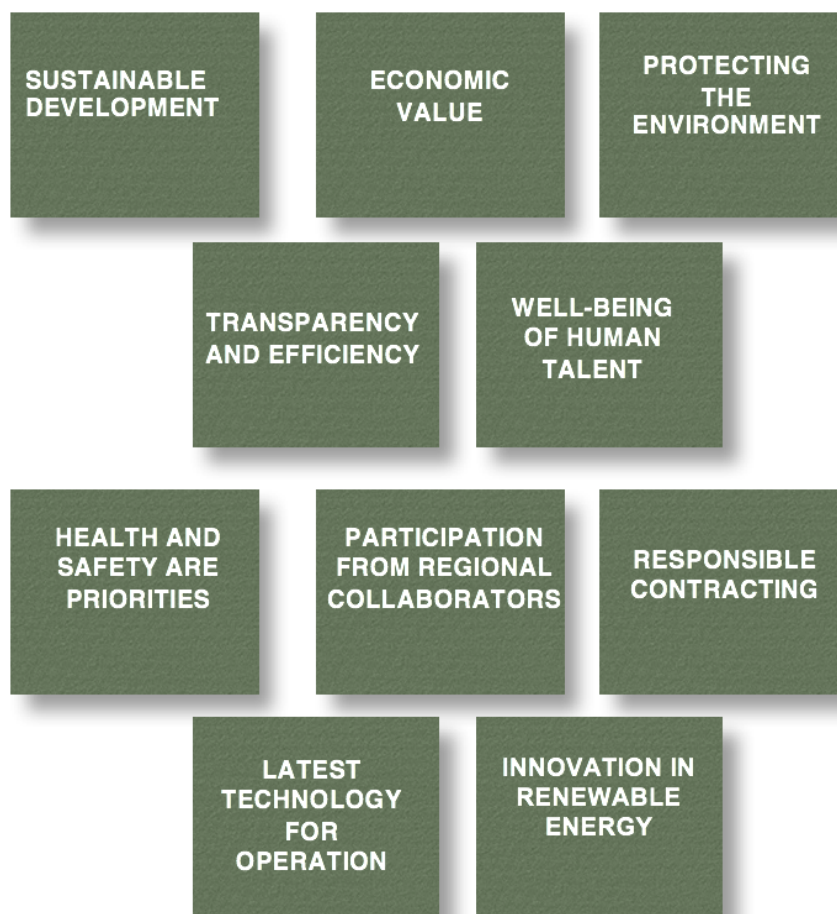 SUSTAINABLE
DEVELOPMENT
ECONOMIC
VALUE
PROTECTING
THE
ENVIRONMENT
TRANSPARENCY
AND EFFICIENCY
WELL-BEING
OF HUMAN
TALENT
HEALTH AND
SAFETY ARE
PRIORITIES
PARTICIPATION
FROM REGIONAL
COLLABORATORS
RESPONSIBLE
CONTRACTING
LATEST
TECHNOLOGY
FOR
OPERATION
INNOVATION IN
RENEWABLE
ENERGY